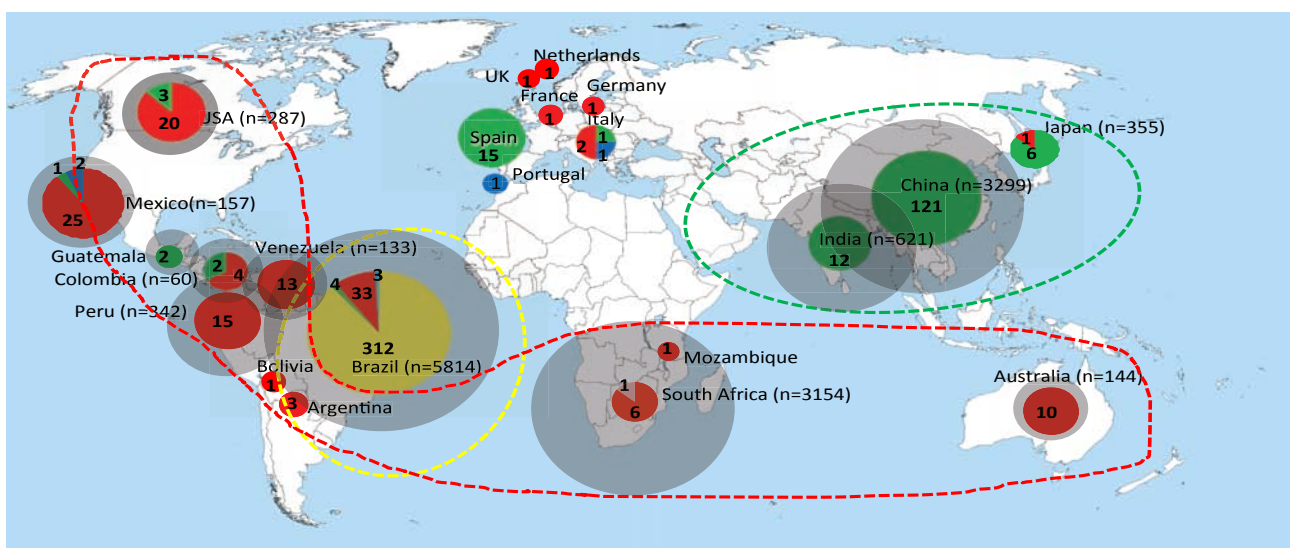 Netherlands
UK
1
1
France
Germany
1
1
Italy
2
1
1
Spain
15
Portugal
1
3
20
USA (n=287)
1
2
25
Mexico(n=157)
Guatemala
2
Colombia (n=60)
2
4
Venezuela (n=133)
13
Peru (n=342)
15
4
33
3
312
Brazil (n=5814)
Bolivia
1
3
Argentina
1
Mozambique
1
6
South Africa (n=3154)
Australia (n=144)
10
1
6
Japan (n=355)
China (n=3299)
121
India (n=621)
12